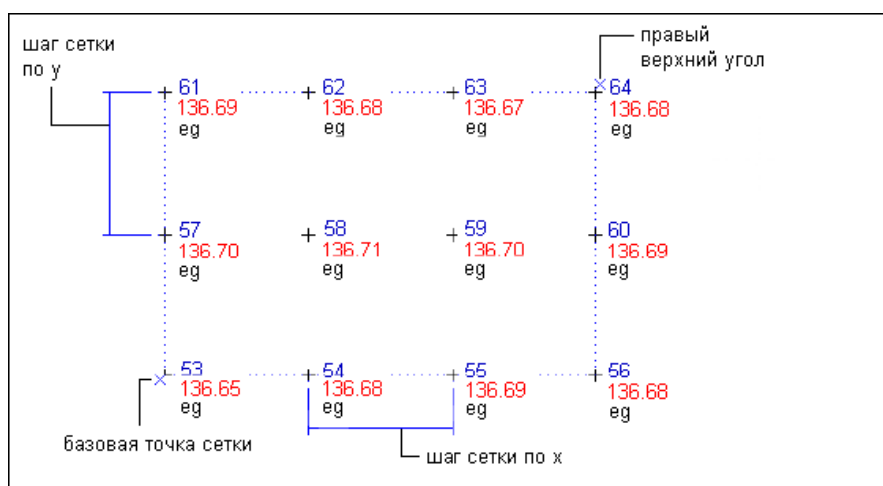 шаг сетки
по y
правый
верхний угол
61
136.69
eg
62
136.68
eg
63
136.67
eg
64
136.68
eg
57
136.70
eg
58
136.71
eg
59
136.70
eg
60
136.69
eg
53
136.65
eg
54
136.68
eg
55
136.69
eg
56
136.68
eg
базовая точка сетки
шаг сетки по x